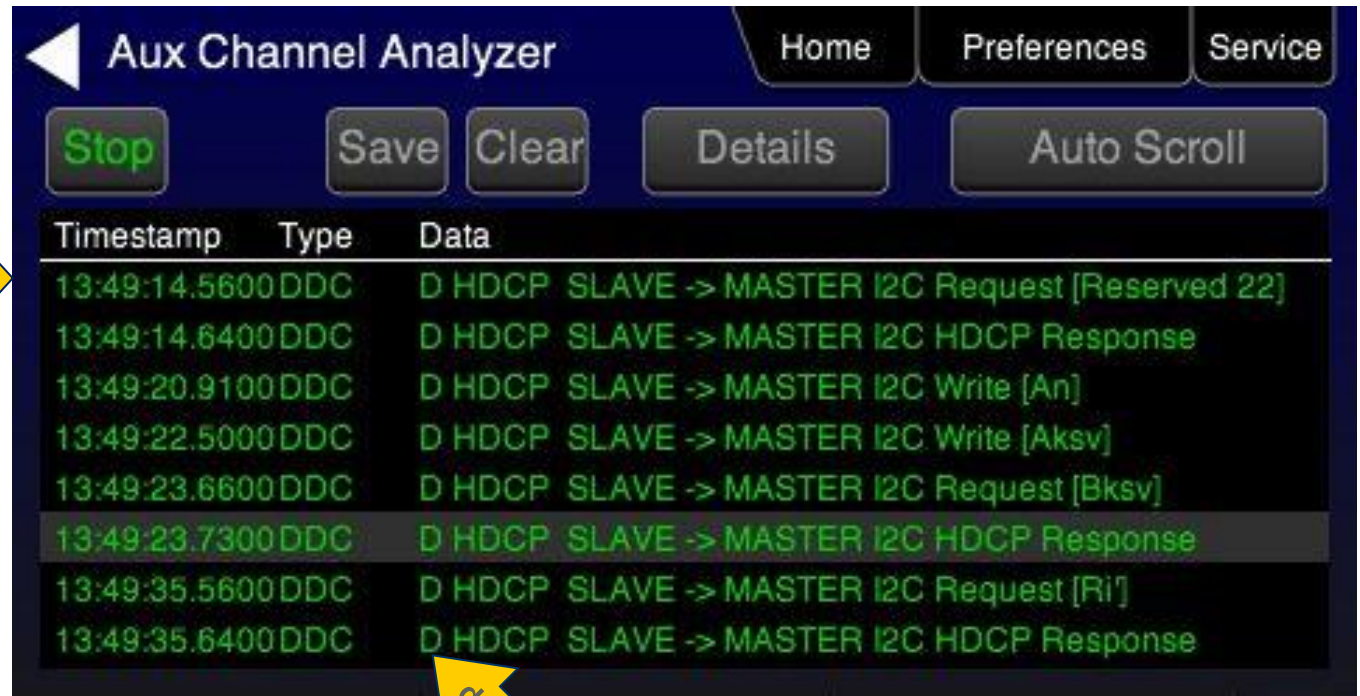 Aux Channel Analyzer Home Preferences Service
Stop Save Clear Details Auto Scroll
Timestamp Type Data
13:49:14.5600 DDC D HDCP SLAVE -> MASTER I2C Request [Reserved 22]
13:49:14.6400 DDC D HDCP SLAVE -> MASTER I2C HDCP Response
13:49:20.9100 DDC D HDCP SLAVE -> MASTER I2C Write [An]
13:49:22.5000 DDC D HDCP SLAVE -> MASTER I2C Write [Aksv]
13:49:23.6600 DDC D HDCP SLAVE -> MASTER I2C Request [Bksv]
13:49:23.7300 DDC D HDCP SLAVE -> MASTER I2C HDCP Response
13:49:35.5600 DDC D HDCP SLAVE -> MASTER I2C Request [Ri']
13:49:35.6400 DDC D HDCP SLAVE -> MASTER I2C HDCP Response